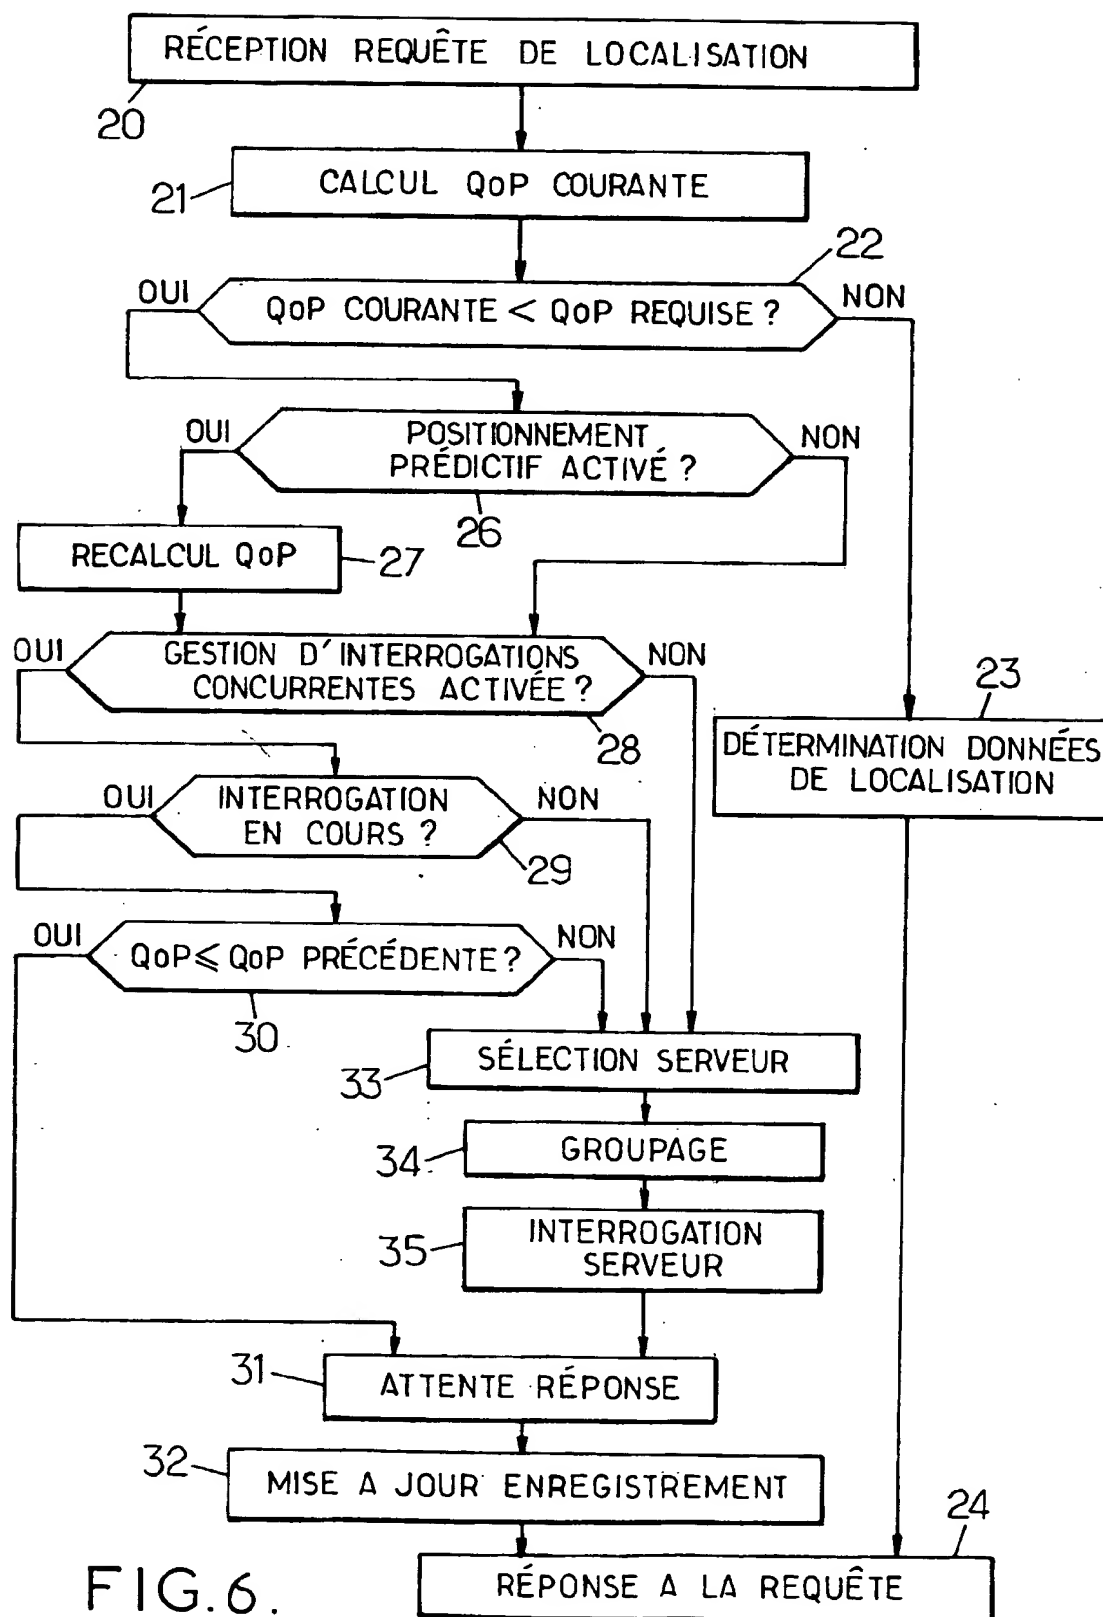 RÉCEPTION REQUÊTE DE LOCALISATION
20
CALCUL QoP COURANTE
21
22
OUI
QoP COURANTE < QoP REQUISE ?
NON
OUI
POSITIONNEMENT
PRÉDICTIF ACTIVÉ ?
NON
26
RECALCUL QoP
27
OUI
GESTION D'INTERROGATIONS
CONCURRENTES ACTIVÉE ?
NON
28
23
DÉTERMINATION DONNÉES
DE LOCALISATION
OUI
INTERROGATION
EN COURS ?
NON
29
OUI
QoP ⩽ QoP PRÉCÉDENTE ?
NON
30
SÉLECTION SERVEUR
33
GROUPAGE
34
INTERROGATION
SERVEUR
35
31
ATTENTE RÉPONSE
32
MISE A JOUR ENREGISTREMENT
24
RÉPONSE A LA REQUÊTE
FIG.6.